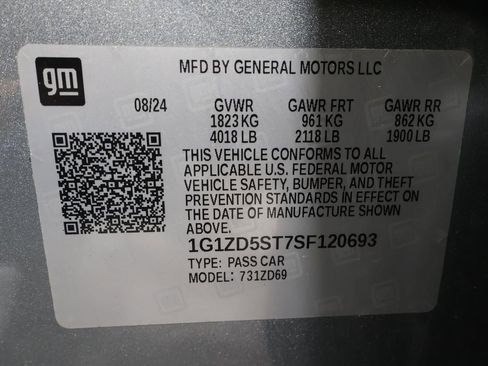 gm
MFD BY GENERAL MOTORS LLC
08/24 GVWR GAWR FRT GAWR RR
1823 KG 961 KG 862 KG
4018 LB 2118 LB 1900 LB
THIS VEHICLE CONFORMS TO ALL
APPLICABLE U.S. FEDERAL MOTOR
VEHICLE SAFETY, BUMPER, AND THEFT
PREVENTION STANDARDS IN EFFECT ON
THE DATE OF MANUFACTURE SHOWN
ABOVE.
1G1ZD5ST7SF120693
TYPE: PASS CAR
MODEL: 731ZD69